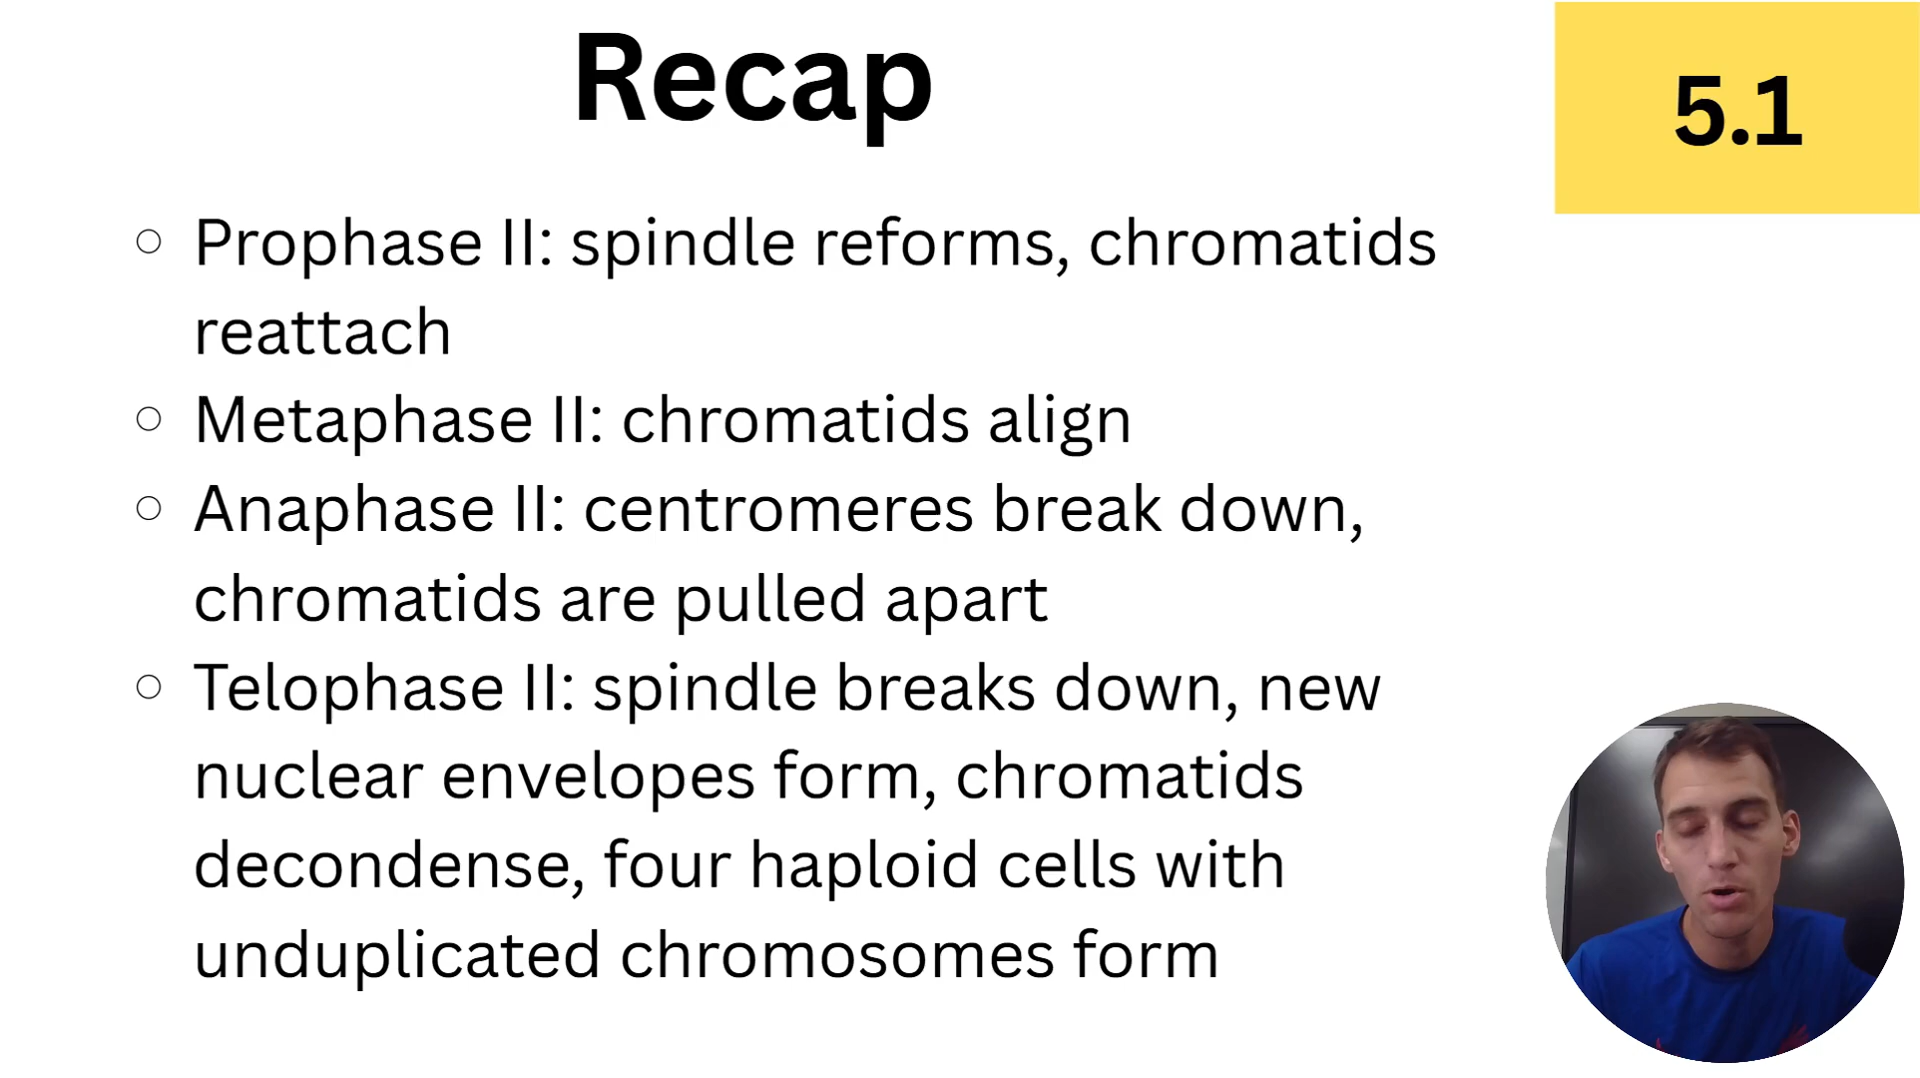 Recap
5.1
Prophase II: spindle reforms, chromatids
reattach
Metaphase II: chromatids align
Anaphase II: centromeres break down,
chromatids are pulled apart
Telophase II: spindle breaks down, new
nuclear envelopes form, chromatids
decondense, four haploid cells with
unduplicated chromosomes form